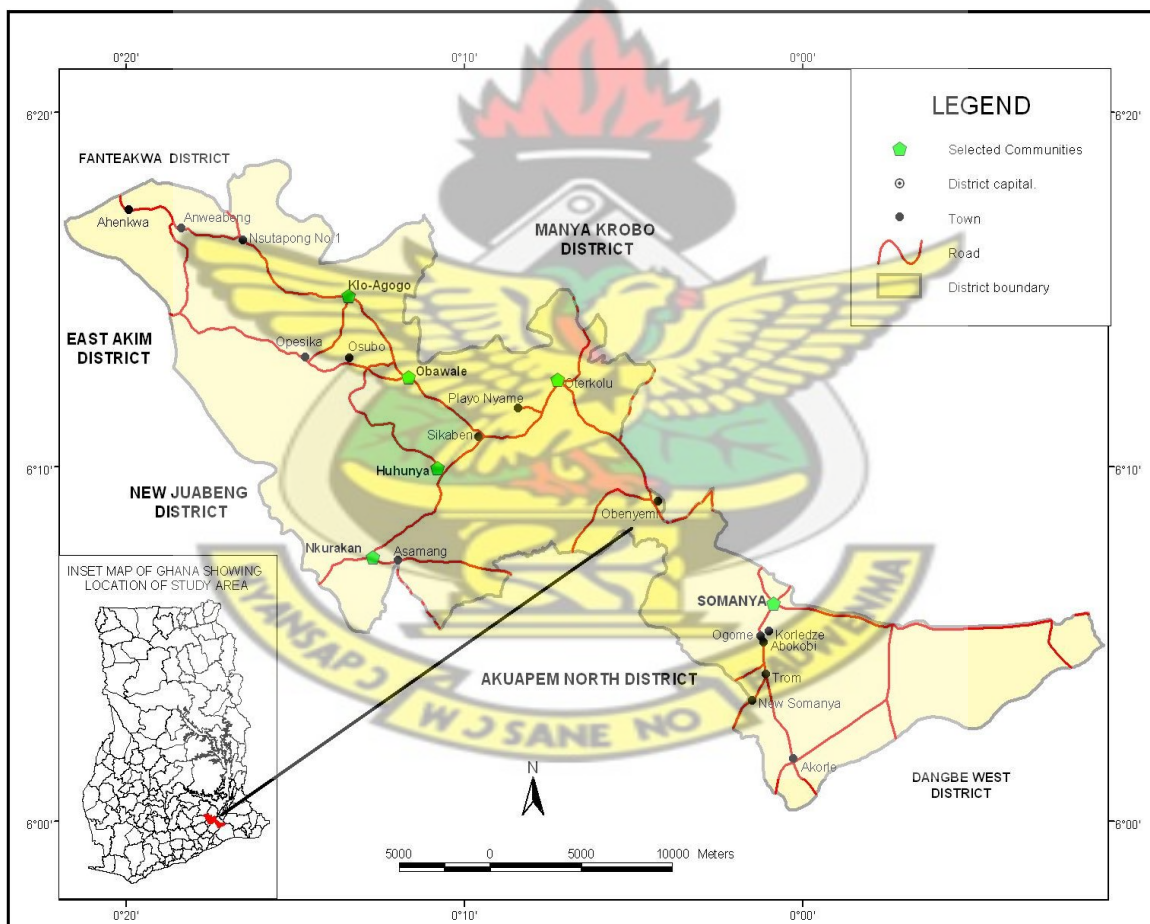 0°20'
0°10'
0°00'
6°20'
6°20'
LEGEND
Selected Communities
District capital.
Town
Road
District boundary
FANTEAKWA DISTRICT
Ahenkwa
Anweabeng
Nsutapong No 1
MANYA KROBO
DISTRICT
Klo-Agogo
EAST AKIM
DISTRICT
Opesika
Osubo
Obawale
Oterkolu
Playo Nyame
Sikaben
6°10'
6°10'
Huhunya
NEW JUABENG
DISTRICT
Obenyemi
Nkurakan
Asamang
INSET MAP OF GHANA SHOWING
LOCATION OF STUDY AREA
SOMANYA
Ogome
Korledze
Abokobi
AKUAPEM NORTH DISTRICT
Trom
New Somanya
NYANSAPƆ
WƆSANE NO
ADWENMA
Akorle
DANGBE WEST
DISTRICT
N
6°00'
6°00'
5000
0
5000
10000 Meters
0°20'
0°10'
0°00'